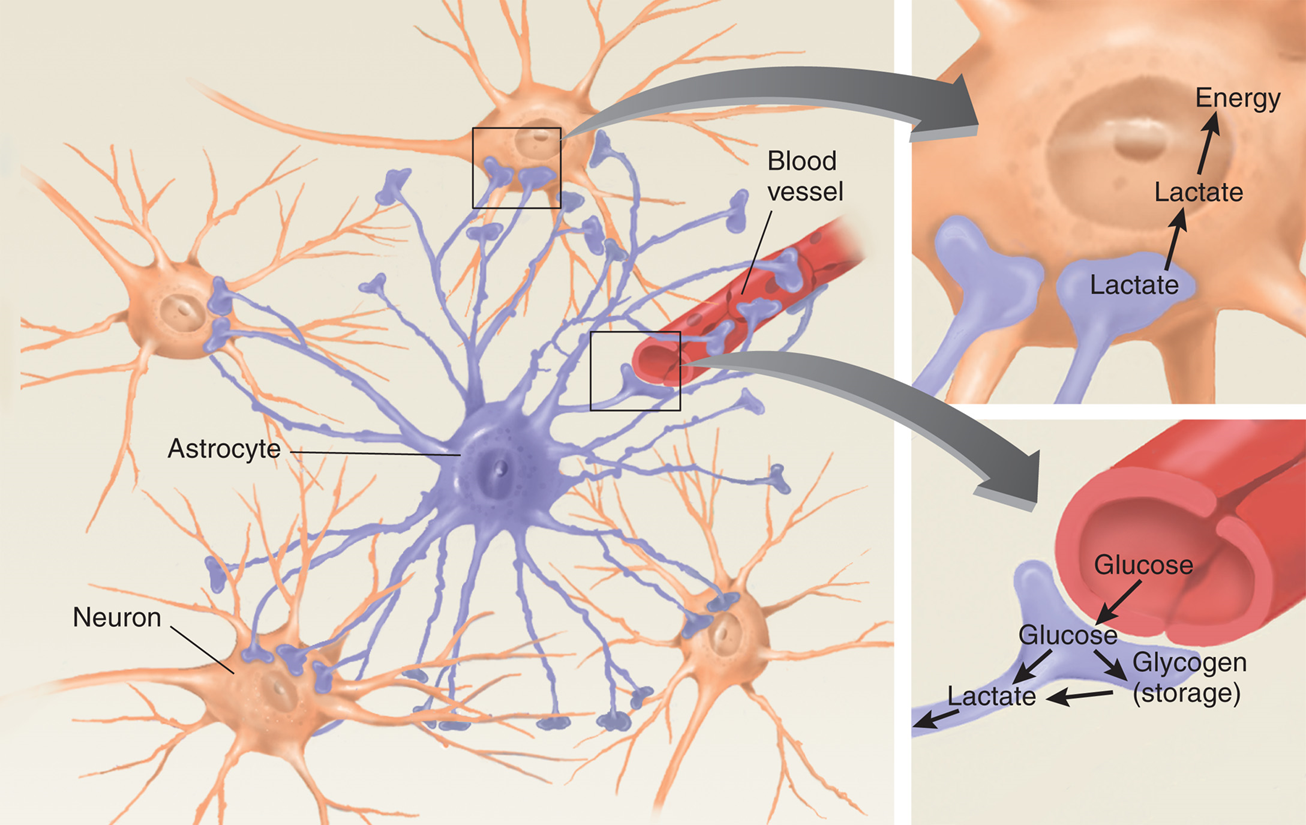 Blood
vessel
Astrocyte
Neuron
Energy
Lactate
Lactate
Glucose
Glucose
Glycogen
(storage)
Lactate